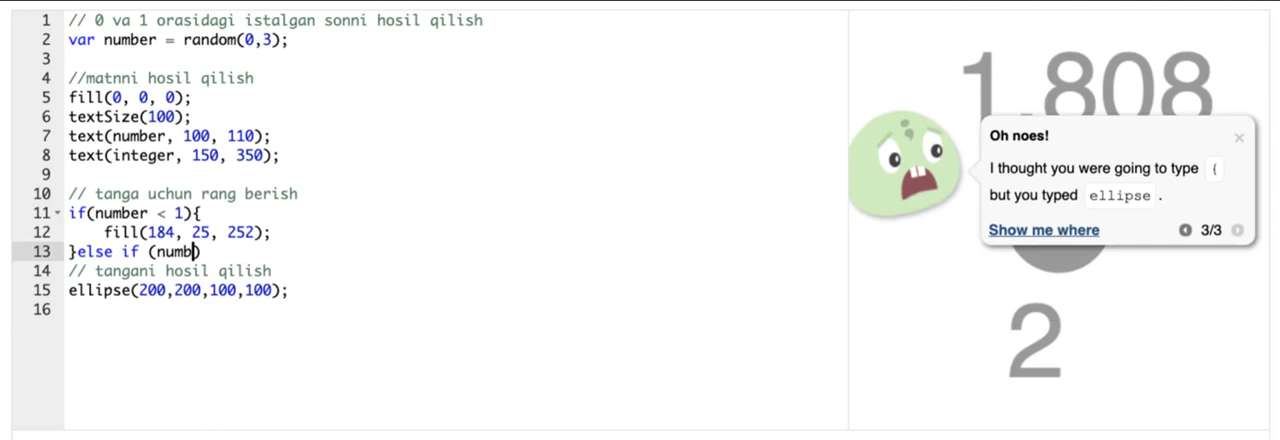 1 // 0 va 1 orasidagi istalgan sonni hosil qilish
2 var number = random(0,3);
3
4 //matnni hosil qilish
5 fill(0, 0, 0);
6 textSize(100);
7 text(number, 100, 110);
8 text(integer, 150, 350);
9
10 // tanga uchun rang berish
11 if(number < 1){
12 fill(184, 25, 252);
13 }else if (numb)
14 // tangani hosil qilish
15 ellipse(200,200,100,100);
16
1.808
Oh noes!
I thought you were going to type {
but you typed ellipse .
Show me where 3/3
2